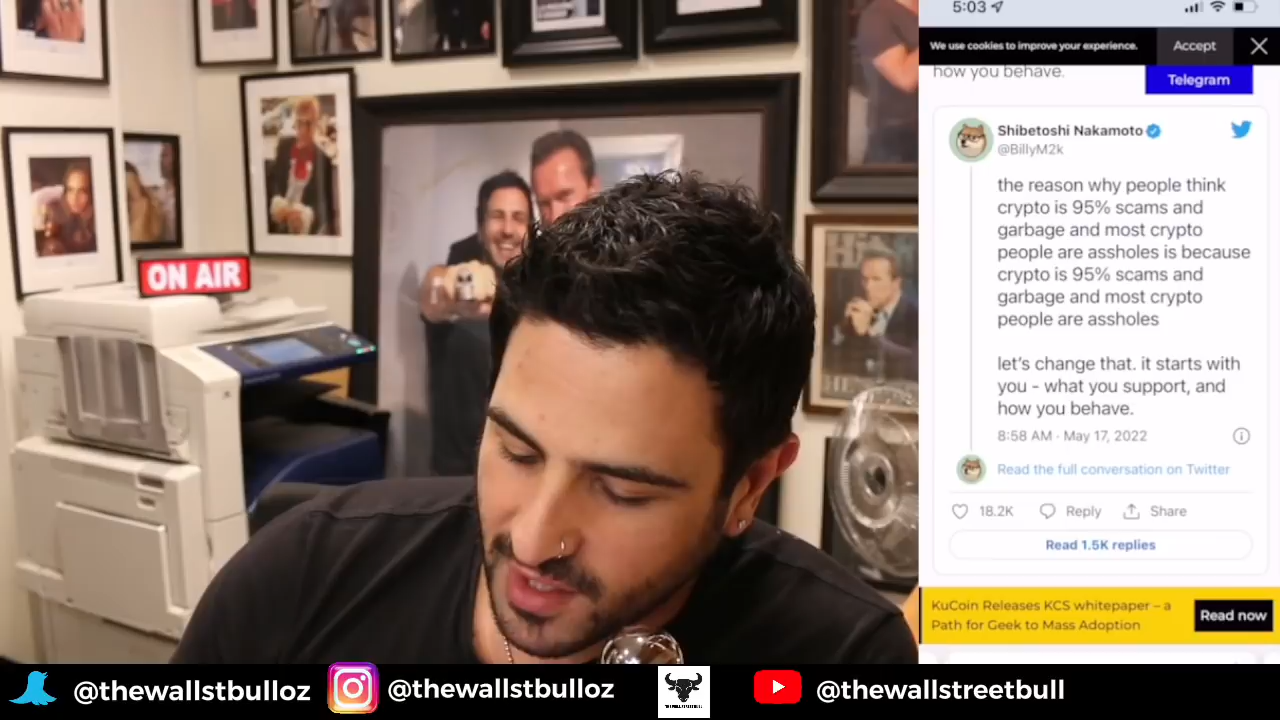 5:03
We use cookies to improve your experience.
Accept
how you behave.
Telegram
Shibetoshi Nakamoto
@BillyM2k
the reason why people think
crypto is 95% scams and
garbage and most crypto
people are assholes is because
crypto is 95% scams and
garbage and most crypto
people are assholes
let's change that. it starts with
you - what you support, and
how you behave.
8:58 AM · May 17, 2022
Read the full conversation on Twitter
18.2K
Reply
Share
Read 1.5K replies
KuCoin Releases KCS whitepaper – a
Path for Geek to Mass Adoption
Read now
ON AIR
@thewallstbulloz
@thewallstbulloz
@thewallstreetbull